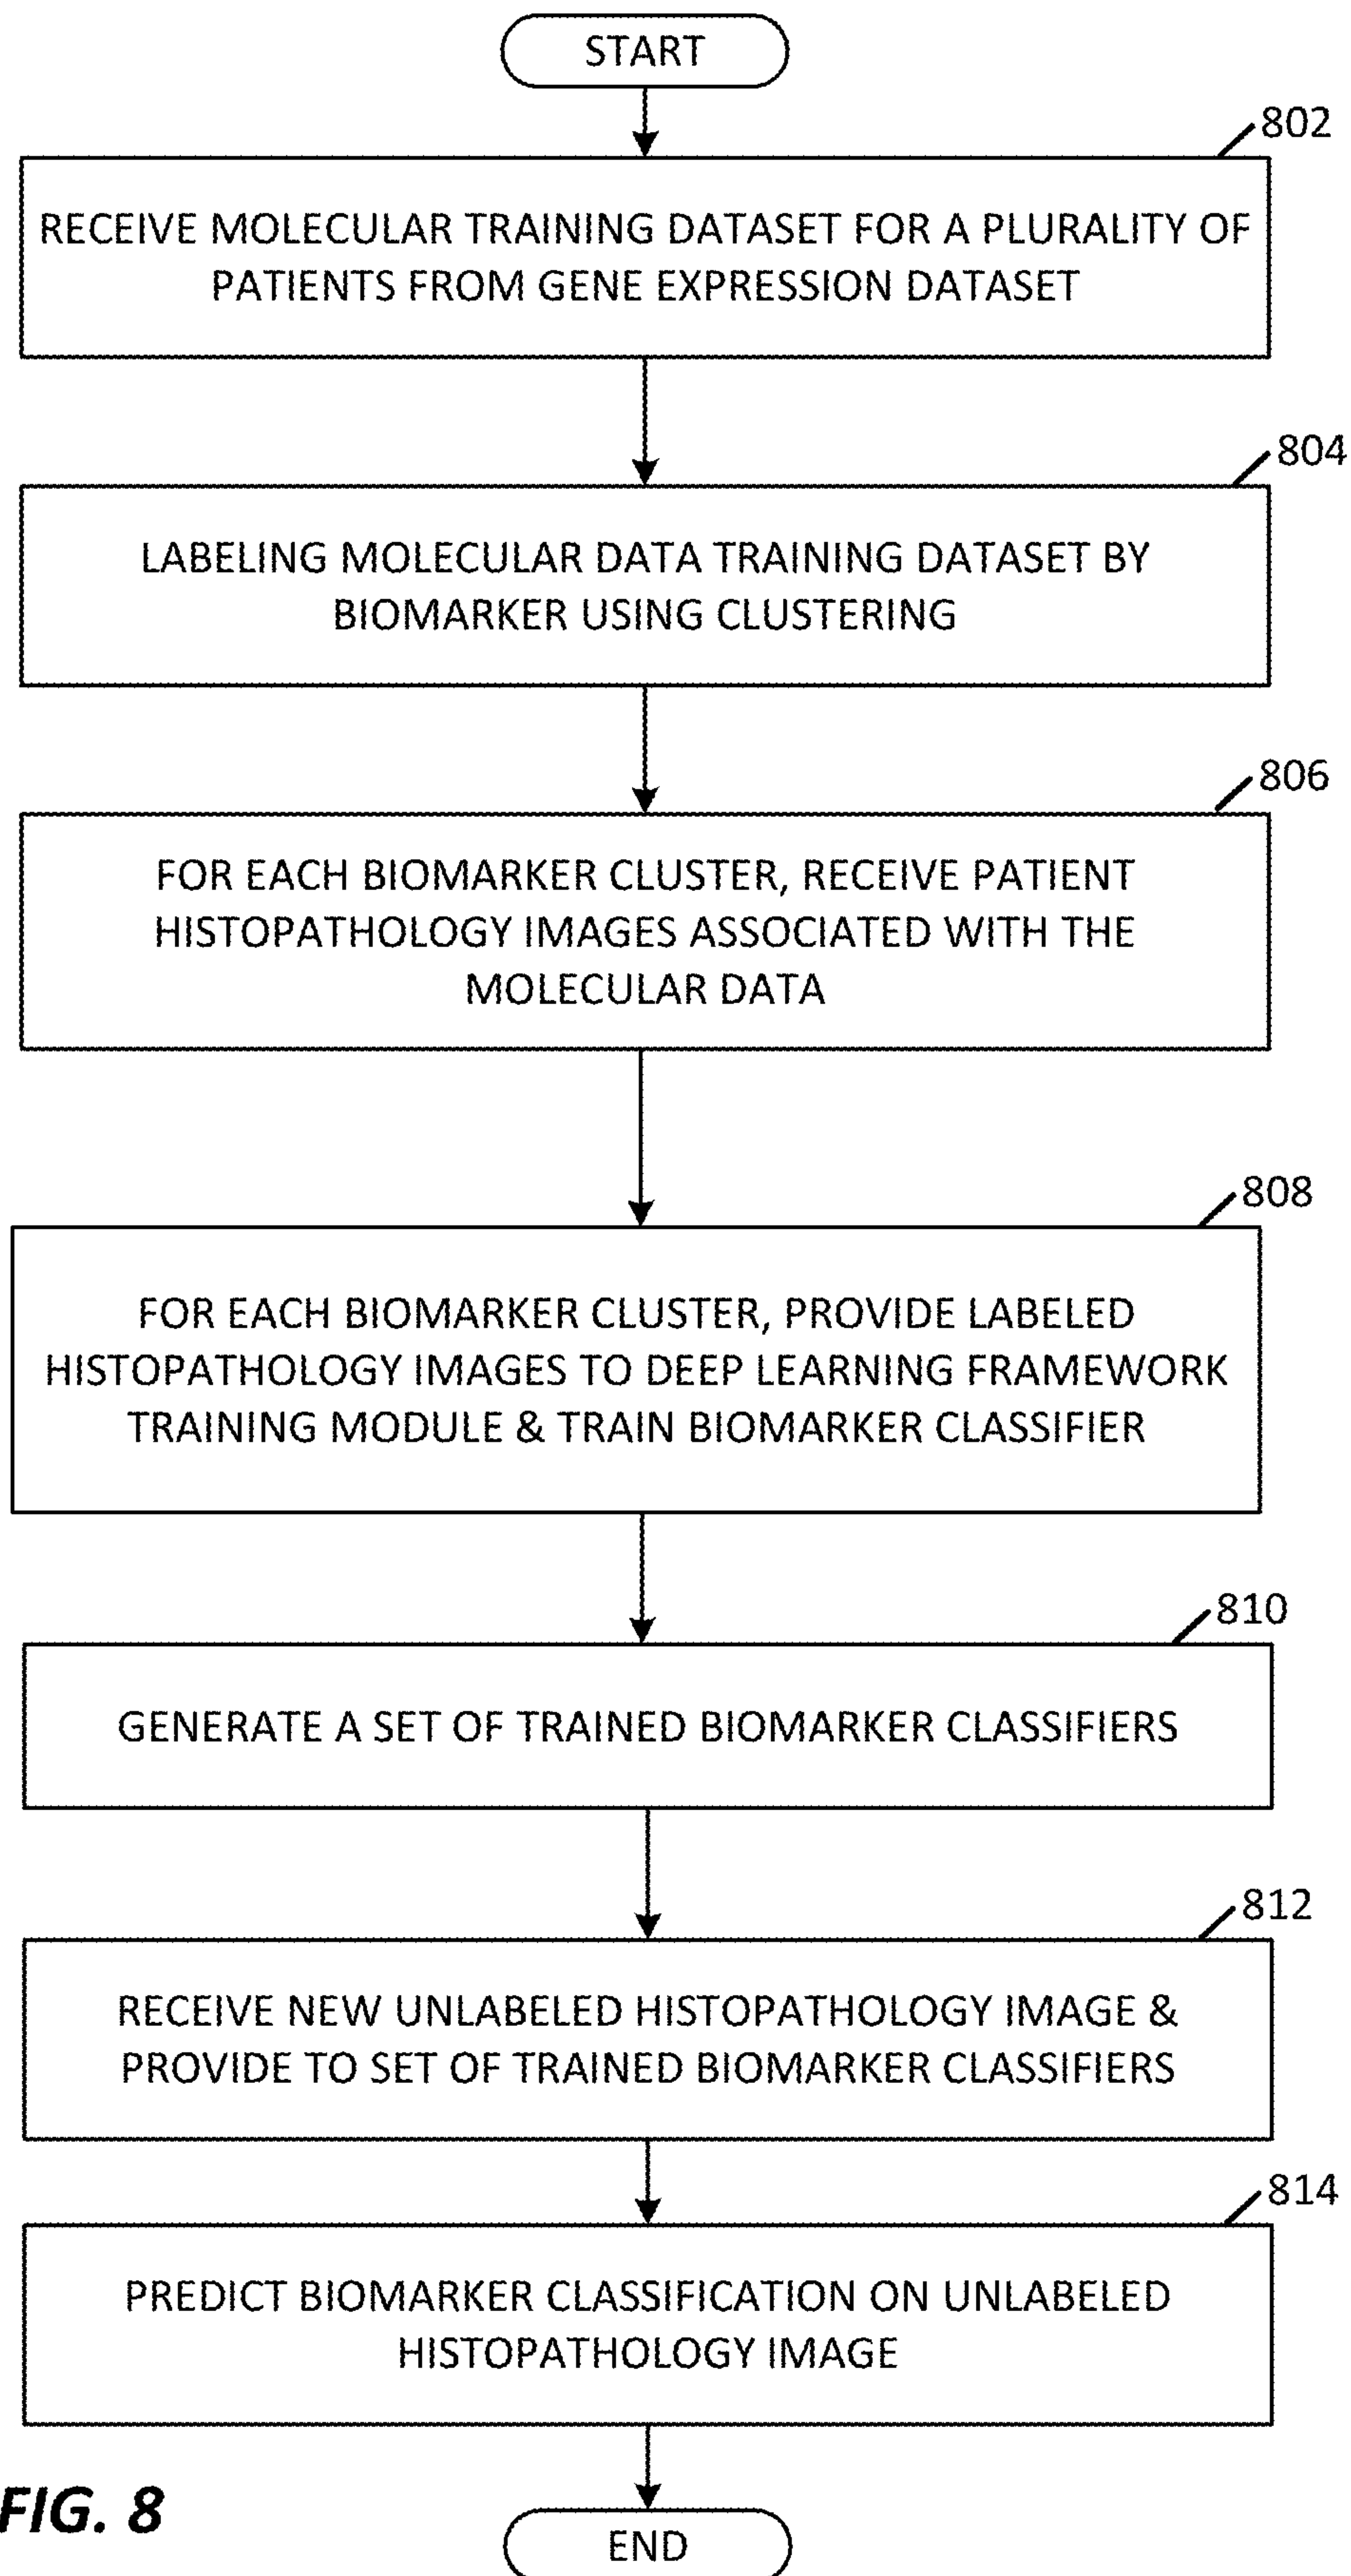 START
802
RECEIVE MOLECULAR TRAINING DATASET FOR A PLURALITY OF
PATIENTS FROM GENE EXPRESSION DATASET
804
LABELING MOLECULAR DATA TRAINING DATASET BY
BIOMARKER USING CLUSTERING
806
FOR EACH BIOMARKER CLUSTER, RECEIVE PATIENT
HISTOPATHOLOGY IMAGES ASSOCIATED WITH THE
MOLECULAR DATA
808
FOR EACH BIOMARKER CLUSTER, PROVIDE LABELED
HISTOPATHOLOGY IMAGES TO DEEP LEARNING FRAMEWORK
TRAINING MODULE & TRAIN BIOMARKER CLASSIFIER
810
GENERATE A SET OF TRAINED BIOMARKER CLASSIFIERS
812
RECEIVE NEW UNLABELED HISTOPATHOLOGY IMAGE &
PROVIDE TO SET OF TRAINED BIOMARKER CLASSIFIERS
814
PREDICT BIOMARKER CLASSIFICATION ON UNLABELED
HISTOPATHOLOGY IMAGE
FIG. 8
END